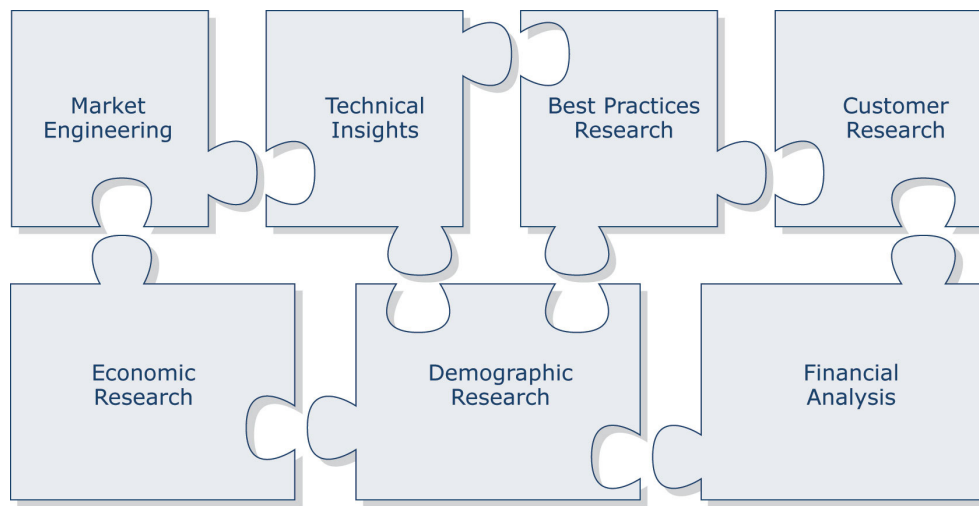 Market
Engineering
Technical
Insights
Best Practices
Research
Customer
Research
Economic
Research
Demographic
Research
Financial
Analysis